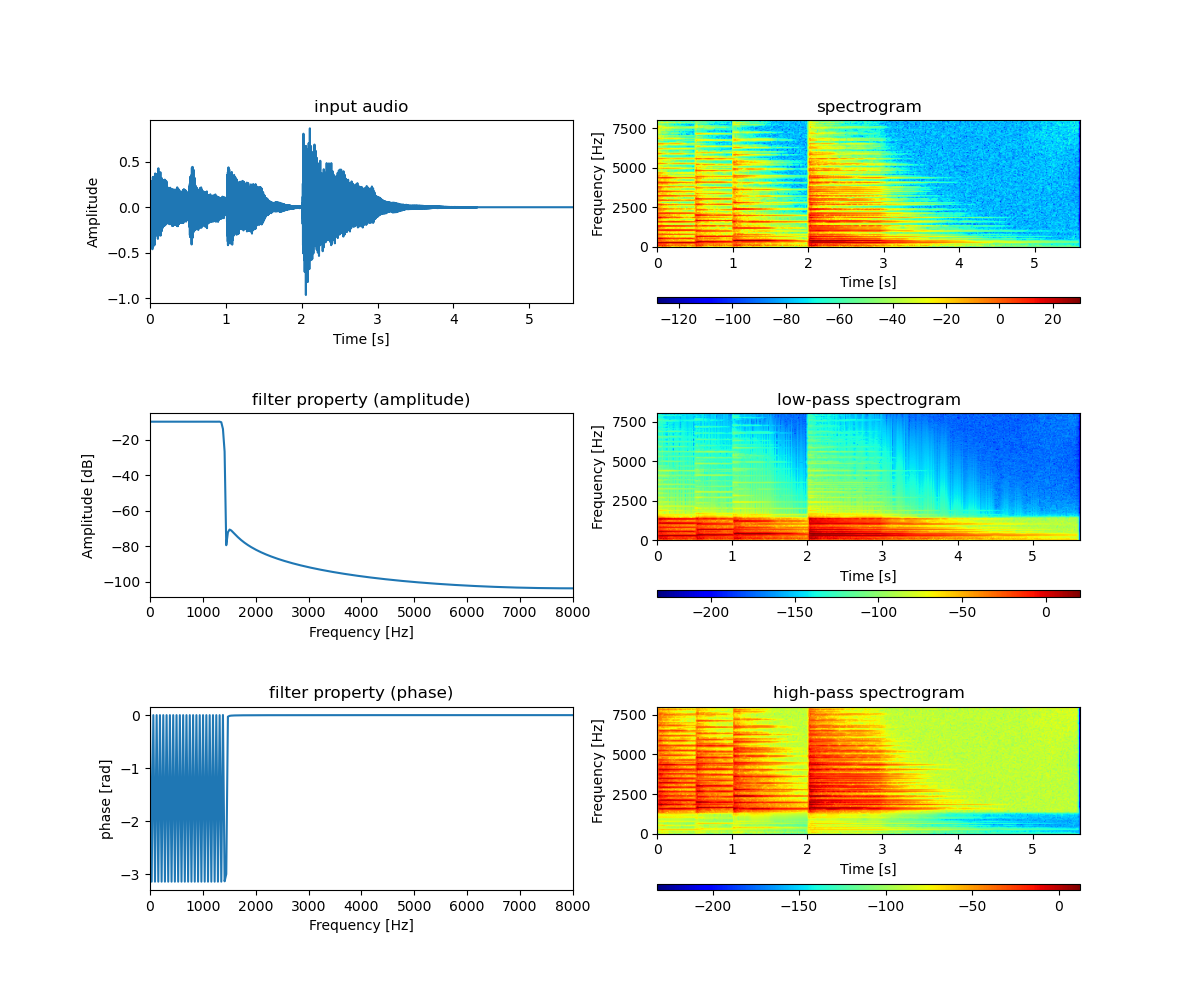 input audio
Amplitude
0.5
0.0
−0.5
−1.0
0 1 2 3 4 5
Time [s]
spectrogram
Frequency [Hz]
7500
5000
2500
0
0 1 2 3 4 5
Time [s]
−120 −100 −80 −60 −40 −20 0 20
filter property (amplitude)
Amplitude [dB]
−20
−40
−60
−80
−100
0 1000 2000 3000 4000 5000 6000 7000 8000
Frequency [Hz]
low-pass spectrogram
Frequency [Hz]
7500
5000
2500
0
0 1 2 3 4 5
Time [s]
−200 −150 −100 −50 0
filter property (phase)
phase [rad]
0
−1
−2
−3
0 1000 2000 3000 4000 5000 6000 7000 8000
Frequency [Hz]
high-pass spectrogram
Frequency [Hz]
7500
5000
2500
0
0 1 2 3 4 5
Time [s]
−200 −150 −100 −50 0